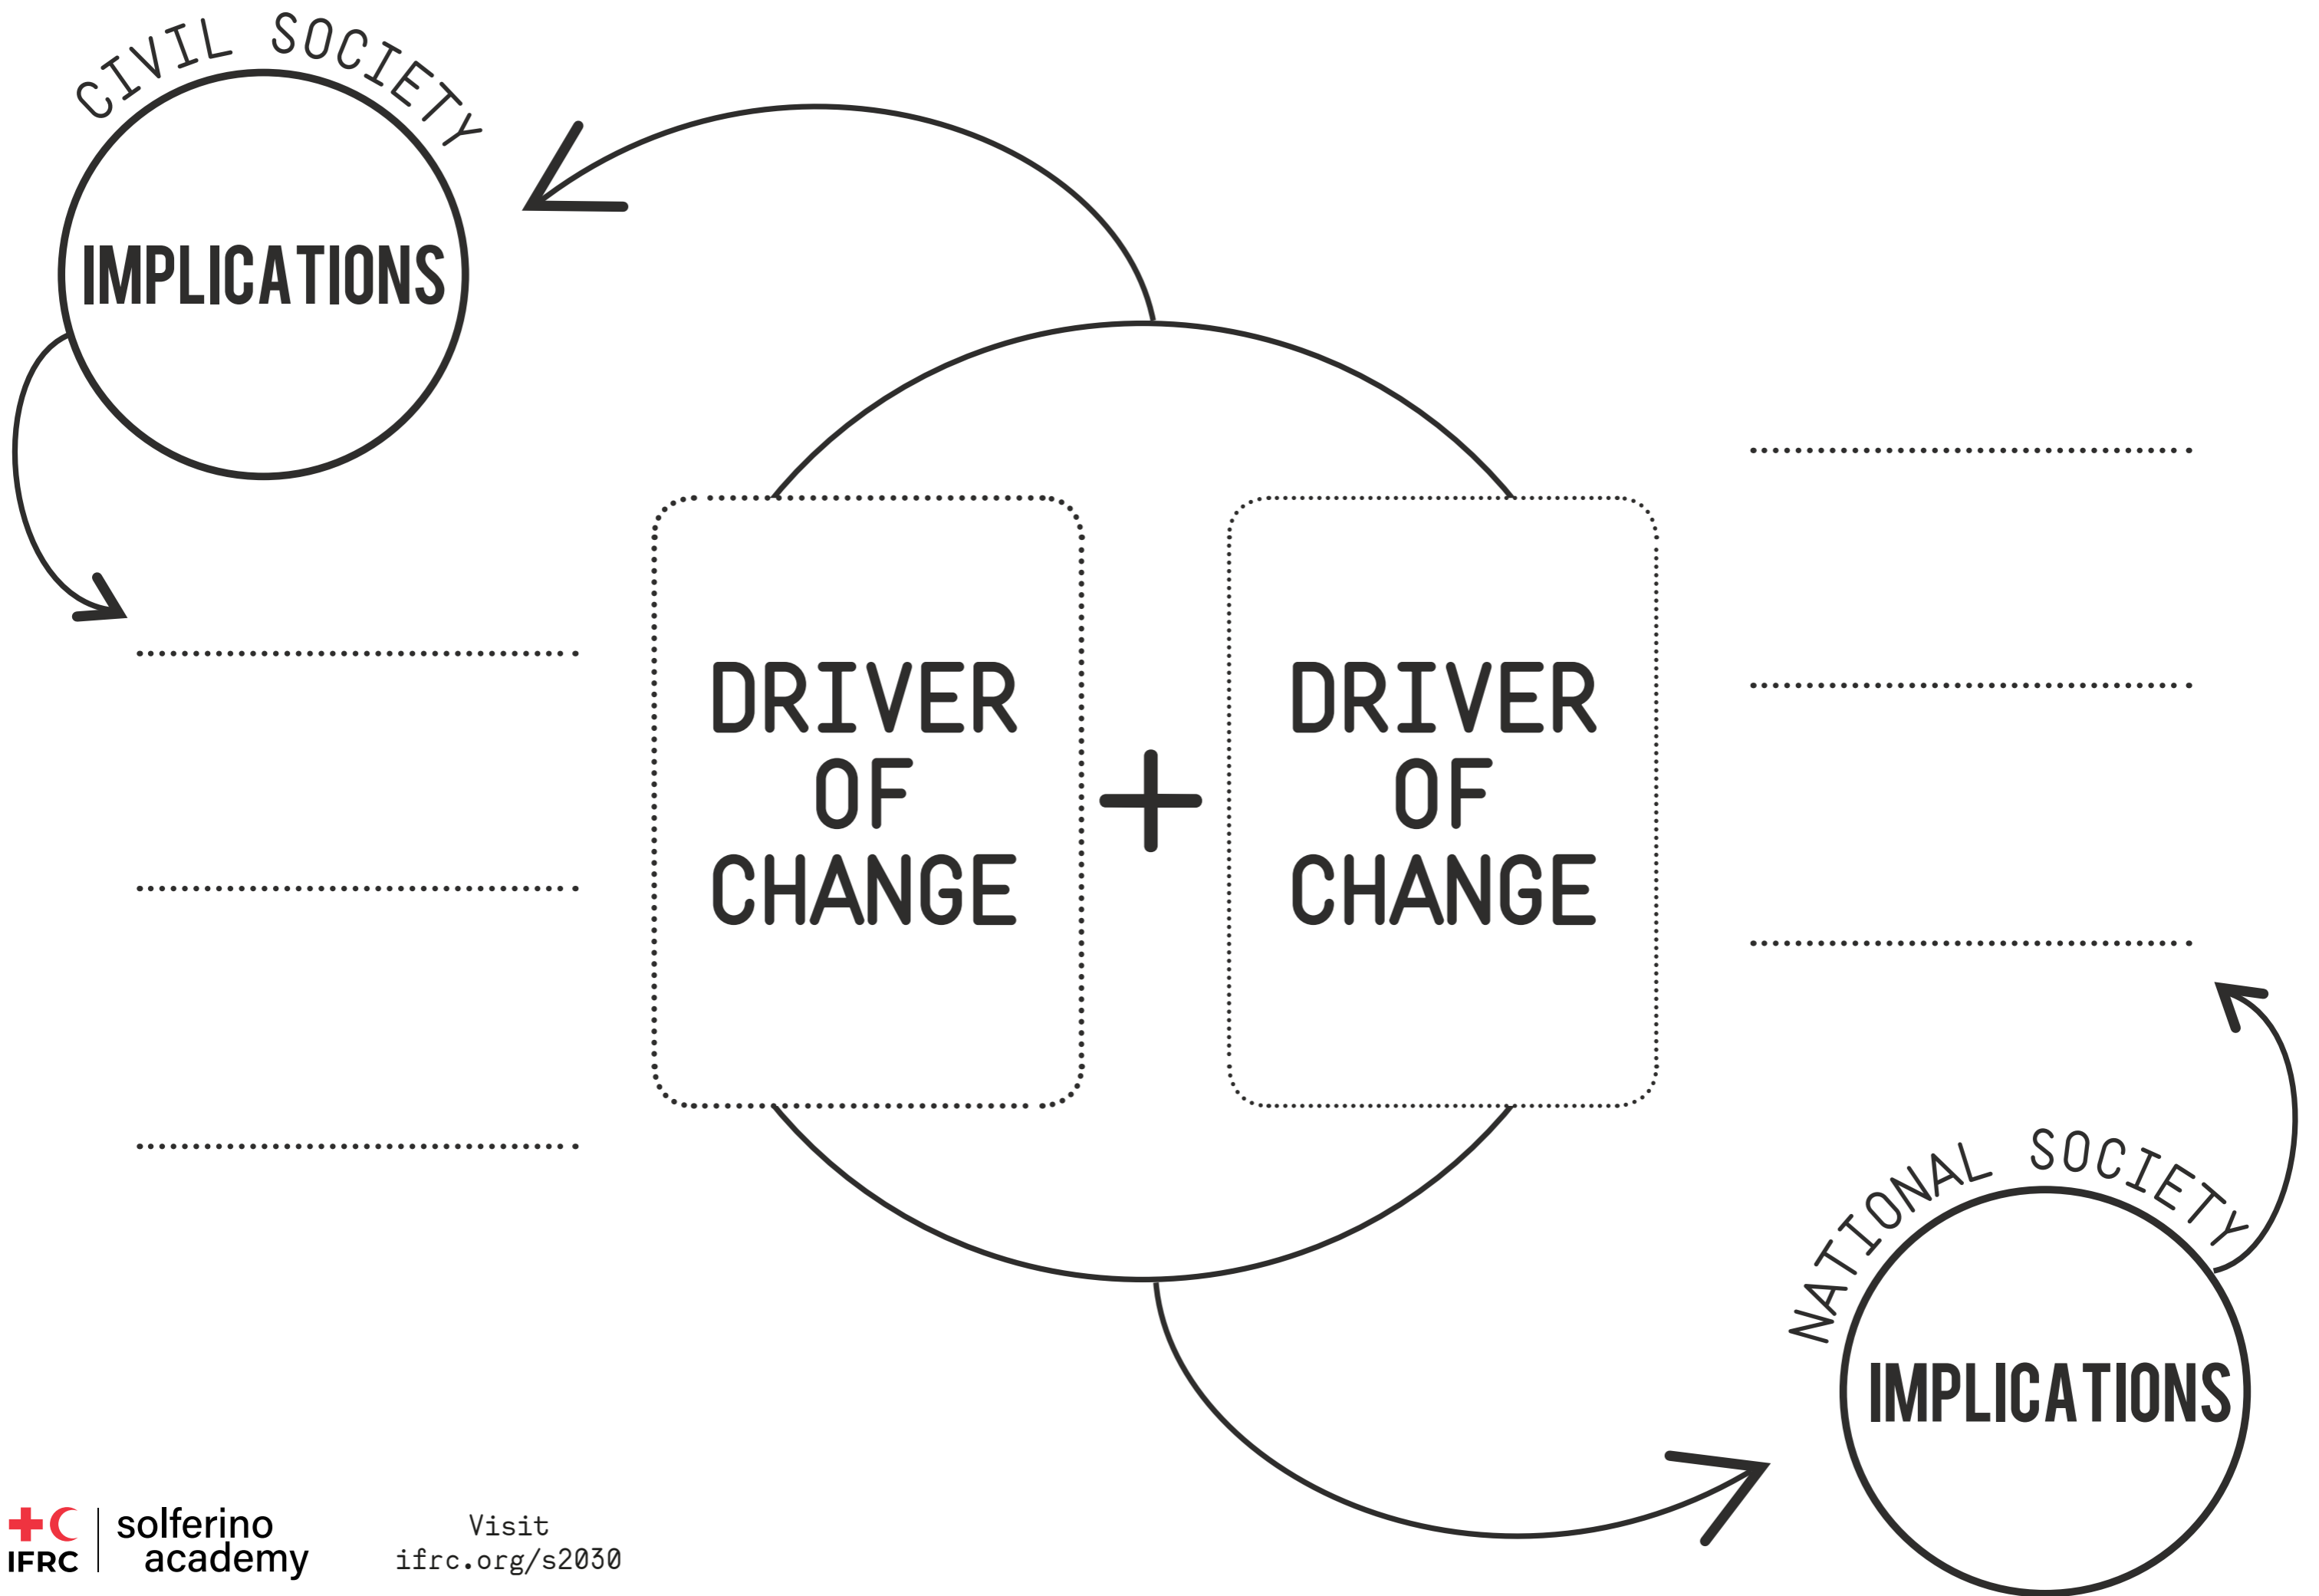 CIVIL SOCIETY
IMPLICATIONS
DRIVER
OF
CHANGE
+
DRIVER
OF
CHANGE
NATIONAL SOCIETY
IMPLICATIONS
IFRC
solferino
academy
Visit
ifrc.org/s2030